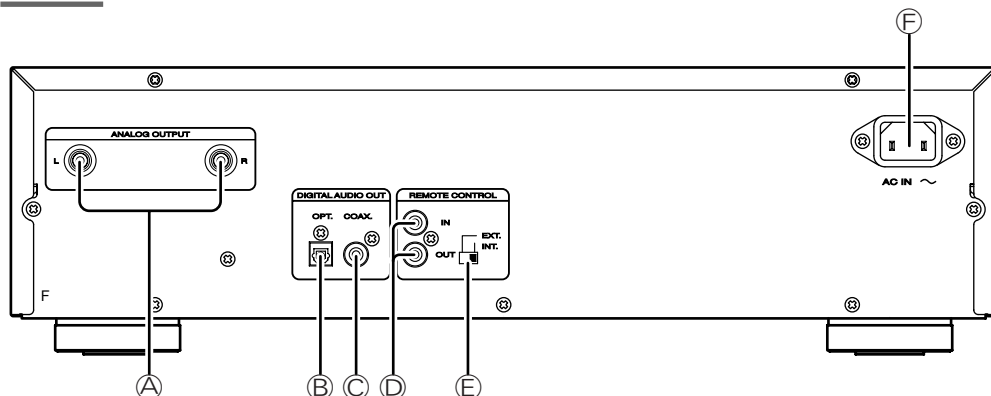 Ⓕ
ANALOG OUTPUT
L R
AC IN ～
DIGITAL AUDIO OUT REMOTE CONTROL
OPT. COAX. IN
EXT.
OUT INT.
F
Ⓐ Ⓑ Ⓒ Ⓓ Ⓔ